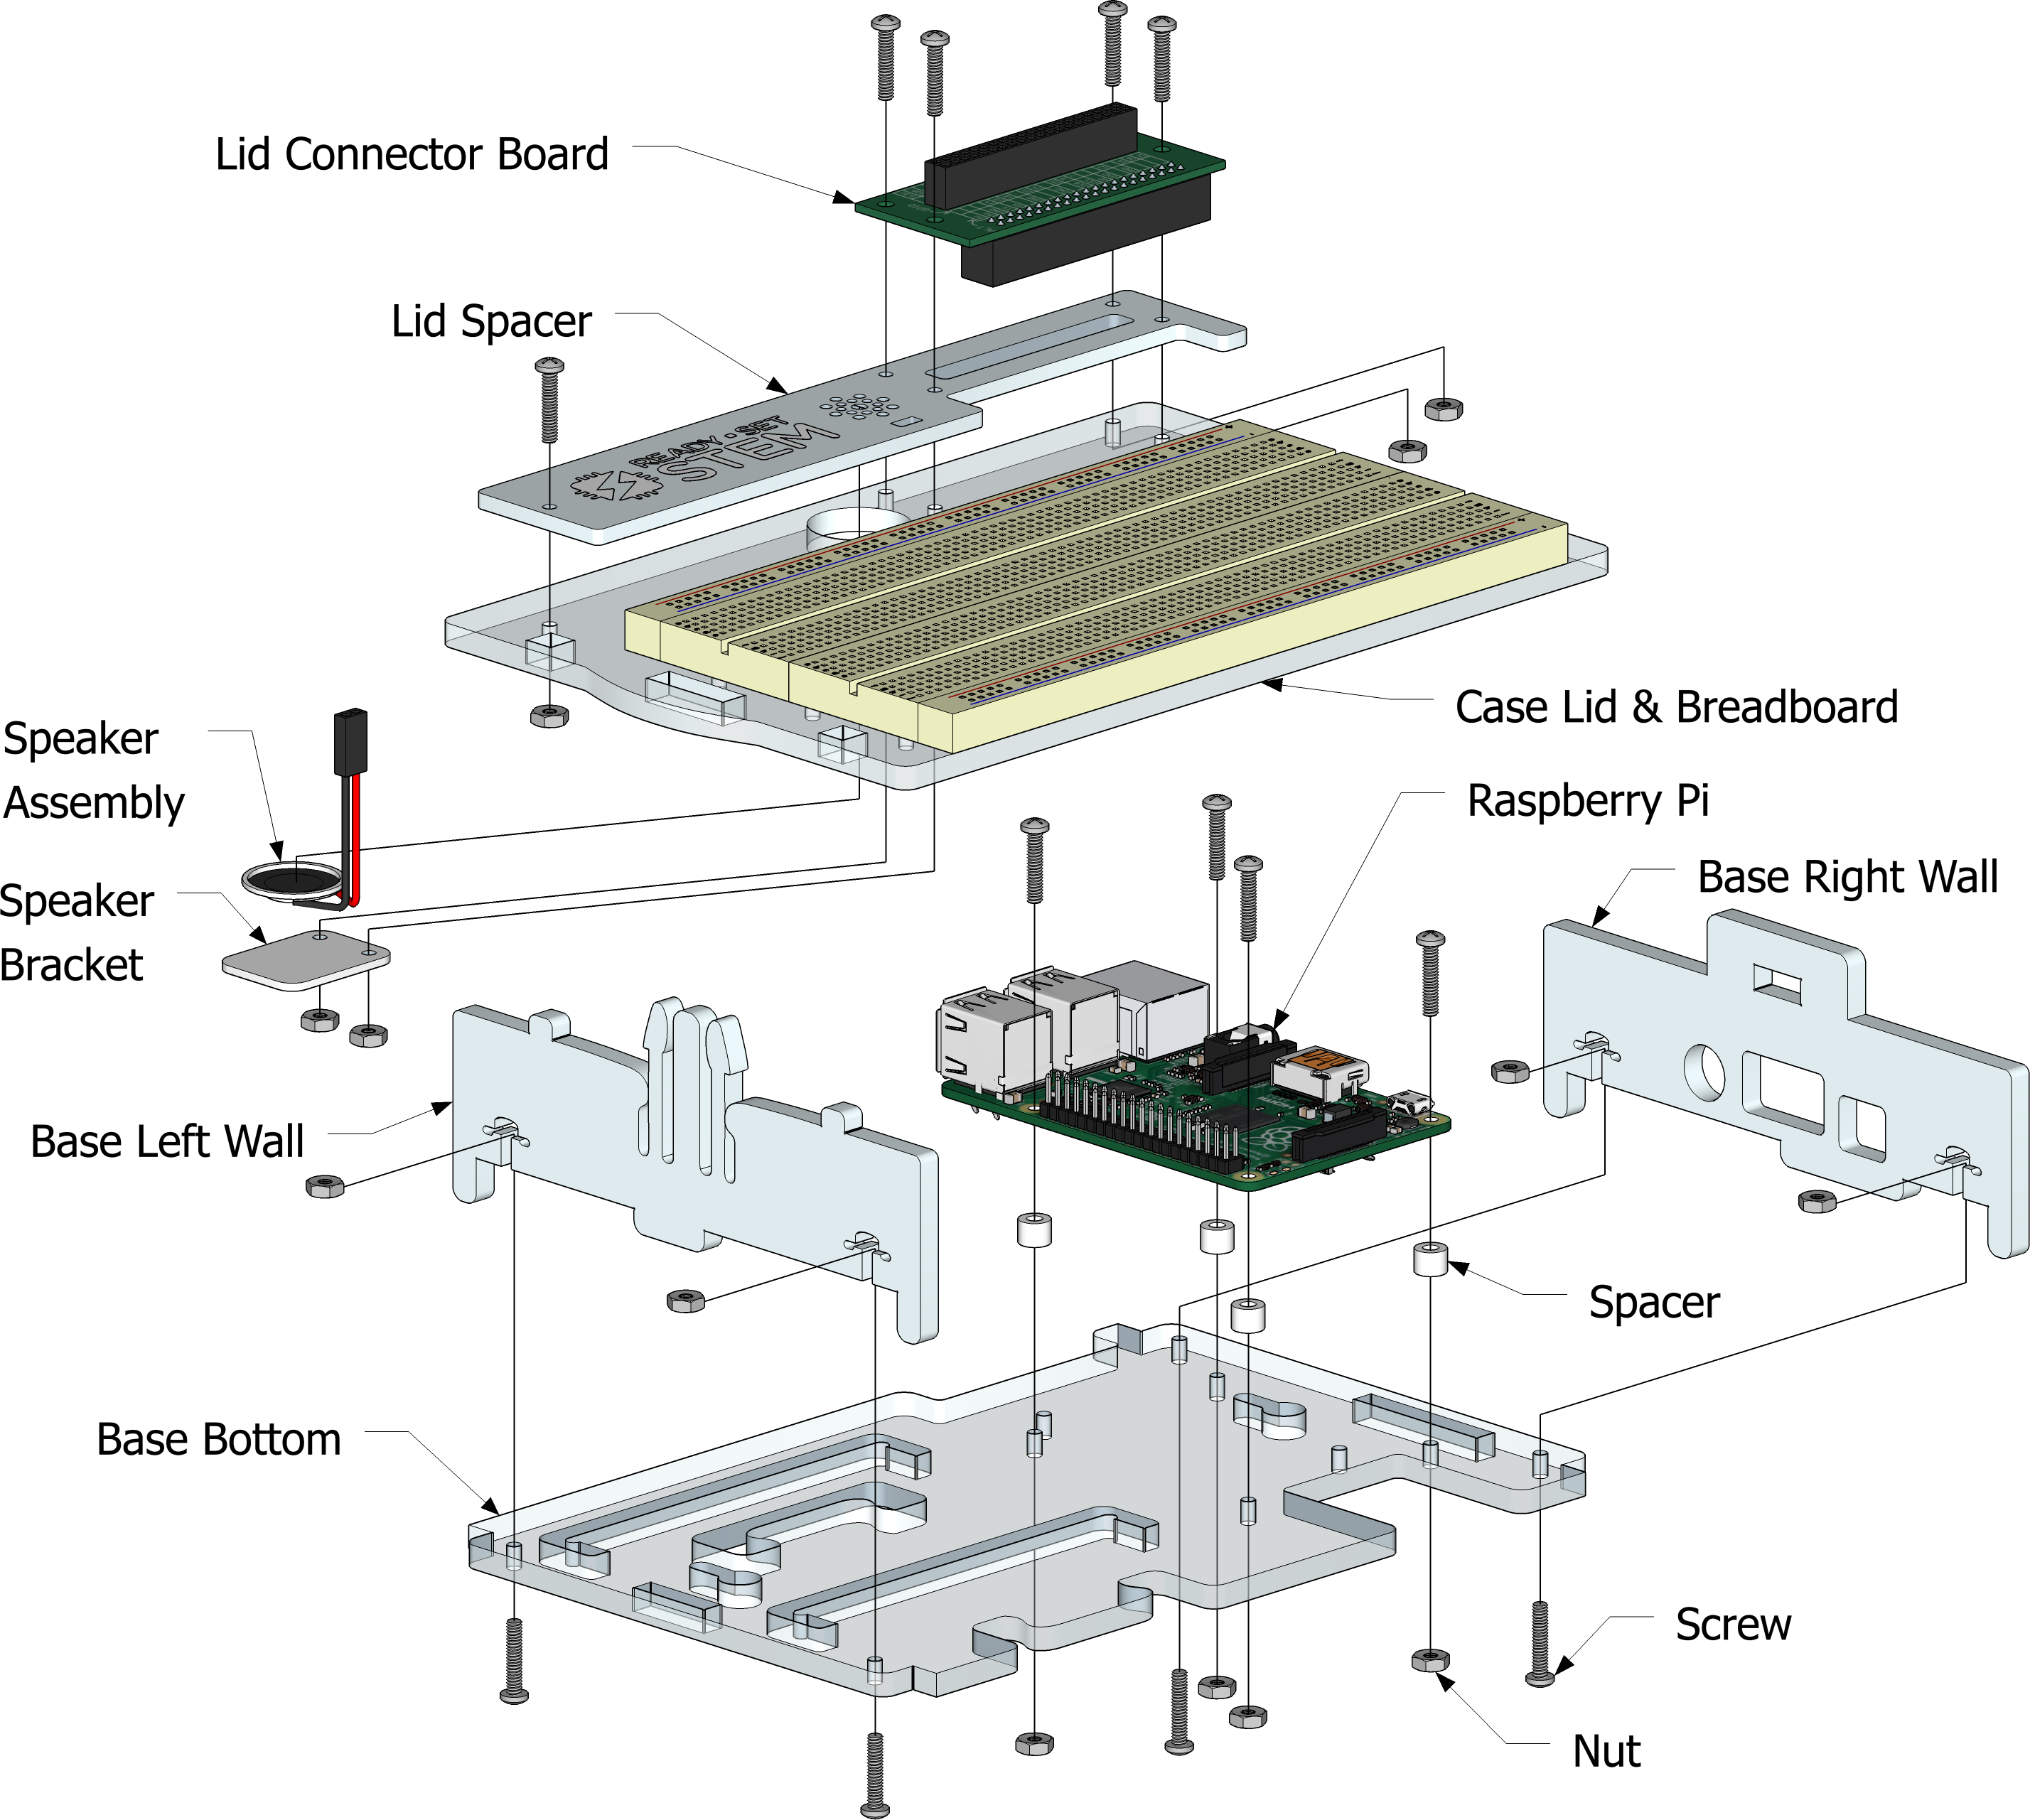 Lid Connector Board
Lid Spacer
READY · SET
STEM
Case Lid & Breadboard
Speaker
Assembly
Raspberry Pi
Speaker
Bracket
Base Right Wall
Base Left Wall
Spacer
Base Bottom
Screw
Nut